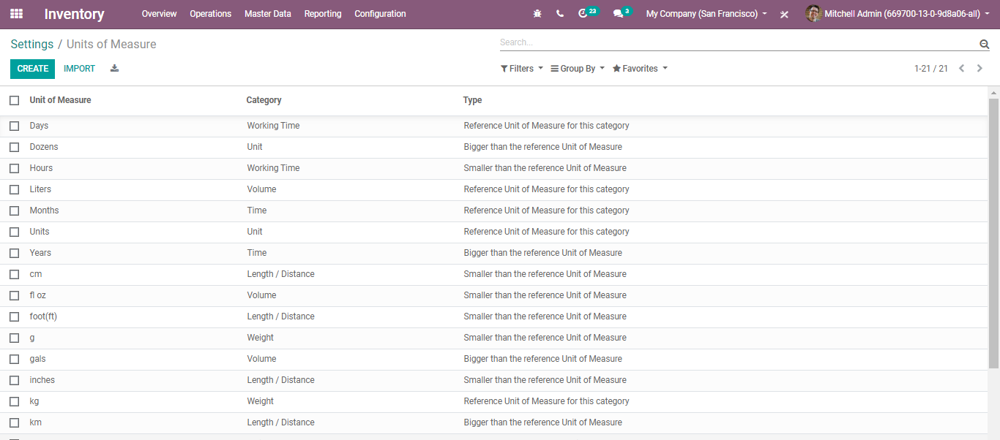 Inventory Overview Operations Master Data Reporting Configuration 23 3 My Company (San Francisco) Mitchell Admin (669700-13-0-9d8a06-all)
Settings / Units of Measure Search...
CREATE IMPORT Filters Group By Favorites 1-21 / 21
Unit of Measure Category Type
Days Working Time Reference Unit of Measure for this category
Dozens Unit Bigger than the reference Unit of Measure
Hours Working Time Smaller than the reference Unit of Measure
Liters Volume Reference Unit of Measure for this category
Months Time Reference Unit of Measure for this category
Units Unit Reference Unit of Measure for this category
Years Time Bigger than the reference Unit of Measure
cm Length / Distance Smaller than the reference Unit of Measure
fl oz Volume Smaller than the reference Unit of Measure
foot(ft) Length / Distance Smaller than the reference Unit of Measure
g Weight Smaller than the reference Unit of Measure
gals Volume Bigger than the reference Unit of Measure
inches Length / Distance Smaller than the reference Unit of Measure
kg Weight Reference Unit of Measure for this category
km Length / Distance Bigger than the reference Unit of Measure